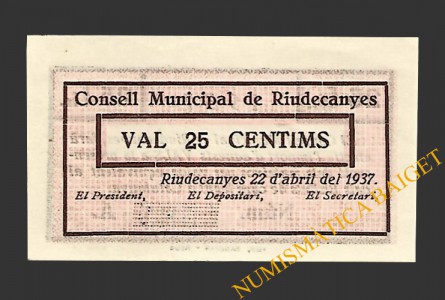 Consell Municipal de Riudecanyes
VAL 25 CENTIMS
Riudecanyes 22 d'abril del 1937.
El President, El Depositari, El Secretari
NUMISMATICA BAIGET